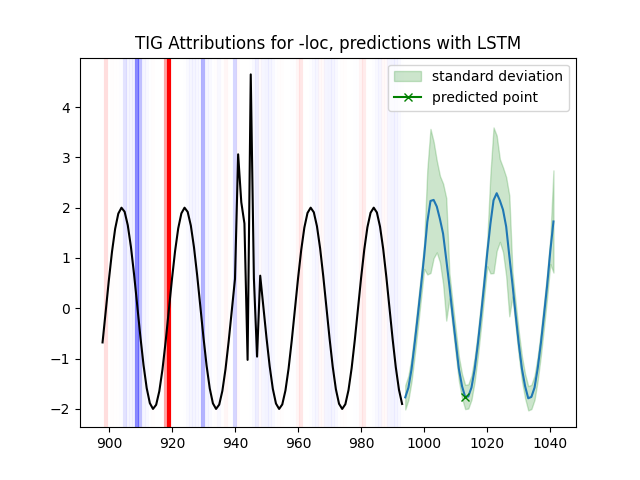 TIG Attributions for -loc, predictions with LSTM
standard deviation
predicted point
4
3
2
1
0
−1
−2
900 920 940 960 980 1000 1020 1040